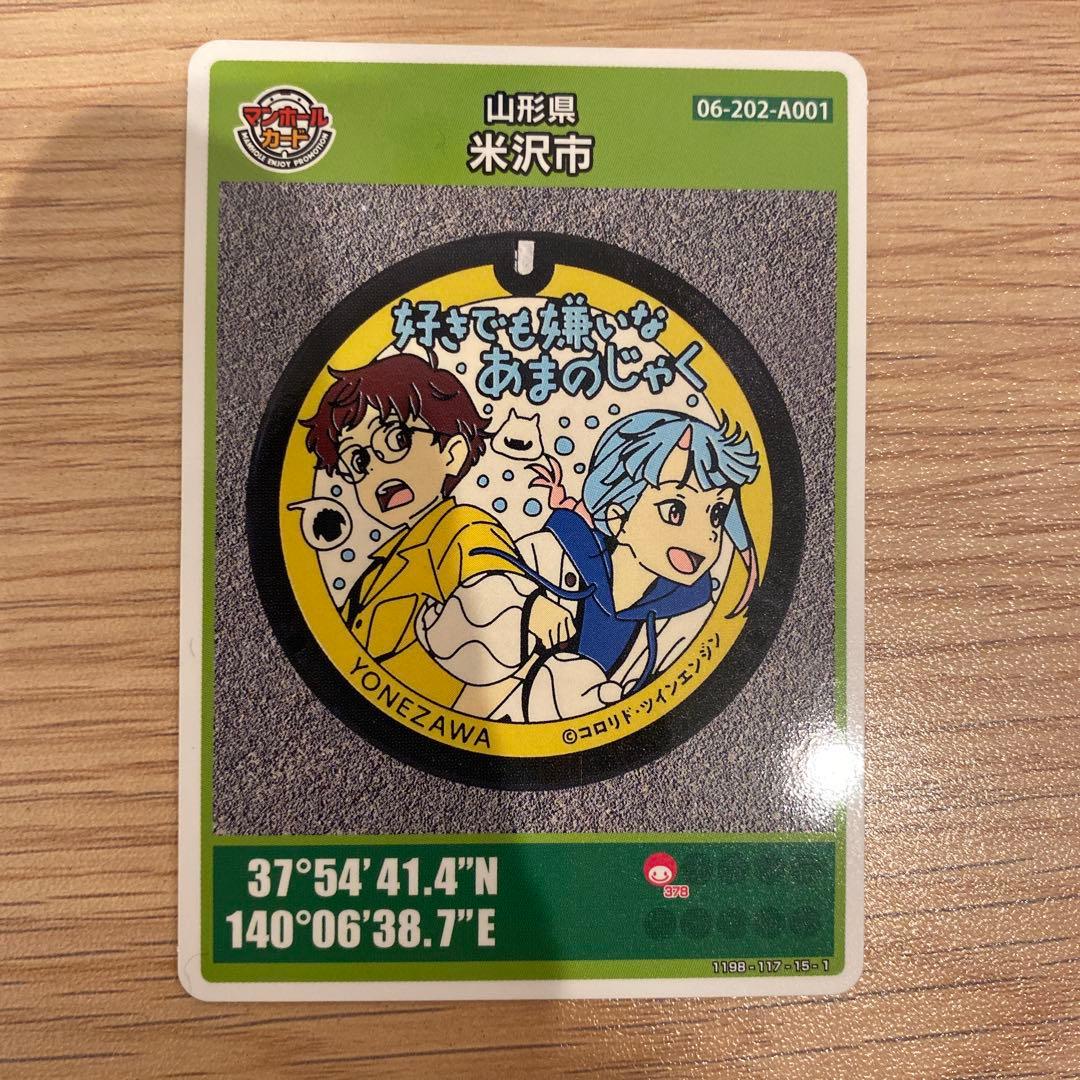 マンホール
カード
MANHOLE ENJOY PROMOTION
山形県
米沢市
06-202-A001
好きでも嫌いな
あまのじゃく
YONEZAWA
©コロリド・ツインエンジン
37°54'41.4"N
140°06'38.7"E
378
1198-117-15-1